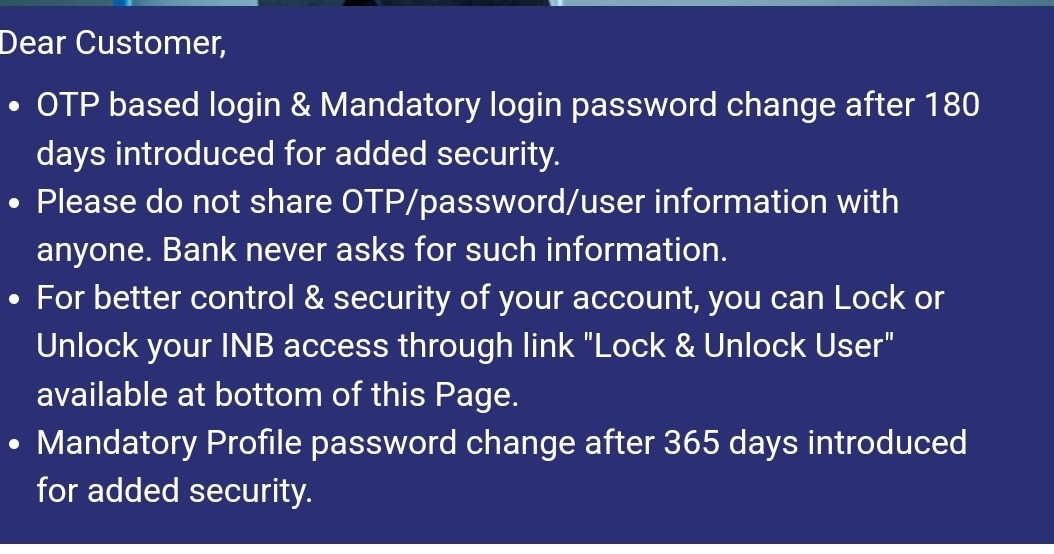 Dear Customer,
• OTP based login & Mandatory login password change after 180
days introduced for added security.
• Please do not share OTP/password/user information with
anyone. Bank never asks for such information.
• For better control & security of your account, you can Lock or
Unlock your INB access through link "Lock & Unlock User"
available at bottom of this Page.
• Mandatory Profile password change after 365 days introduced
for added security.